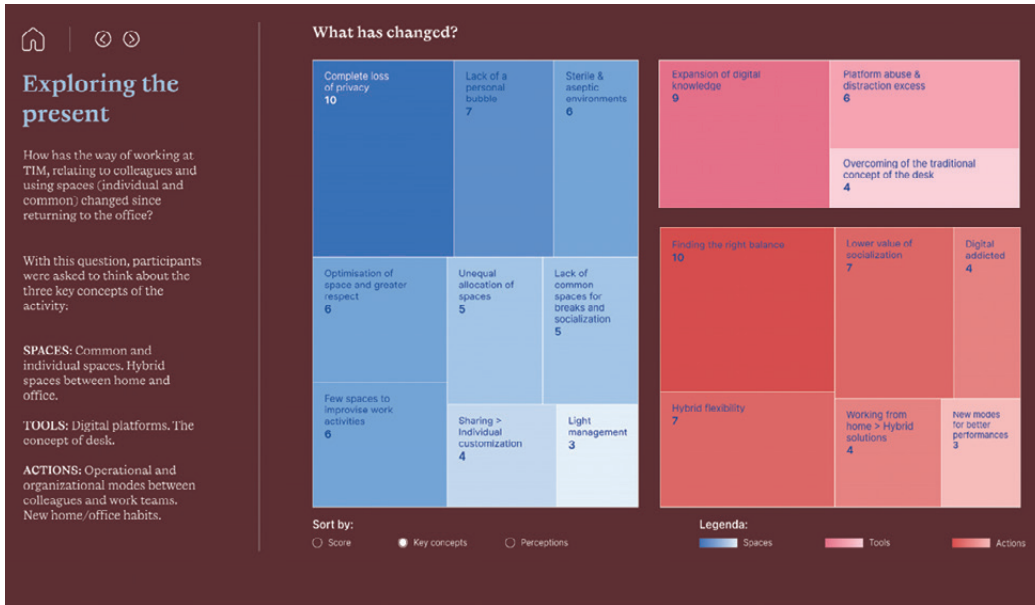 Exploring the
present
How has the way of working at
TIM, relating to colleagues and
using spaces (individual and
common) changed since
returning to the office?
With this question, participants
were asked to think about the
three key concepts of the
activity:
SPACES: Common and
individual spaces. Hybrid
spaces between home and
office.
TOOLS: Digital platforms. The
concept of desk.
ACTIONS: Operational and
organizational modes between
colleagues and work teams.
New home/office habits.
What has changed?
Complete loss
of privacy
10
Lack of a
personal
bubble
7
Sterile &
aseptic
environments
6
Optimisation of
space and greater
respect
6
Unequal
allocation of
spaces
5
Lack of
common
spaces for
breaks and
socialization
5
Few spaces to
improvise work
activities
6
Sharing >
Individual
customization
4
Light
management
3
Expansion of digital
knowledge
9
Platform abuse &
distraction excess
6
Overcoming of the traditional
concept of the desk
4
Finding the right balance
10
Lower value of
socialization
7
Digital
addicted
4
Hybrid flexibility
7
Working from
home > Hybrid
solutions
4
New modes
for better
performances
3
Sort by:
Score
Key concepts
Perceptions
Legenda:
Spaces
Tools
Actions